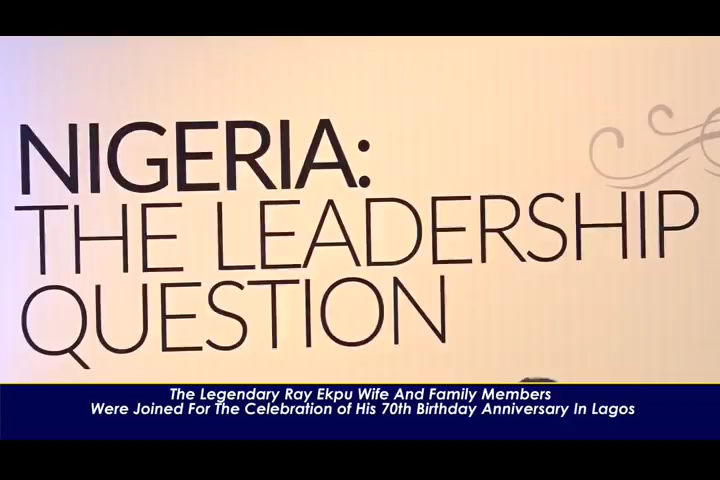 NIGERIA:
THE LEADERSHIP
QUESTION
The Legendary Ray Ekpu Wife And Family Members
Were Joined For The Celebration of His 70th Birthday Anniversary In Lagos